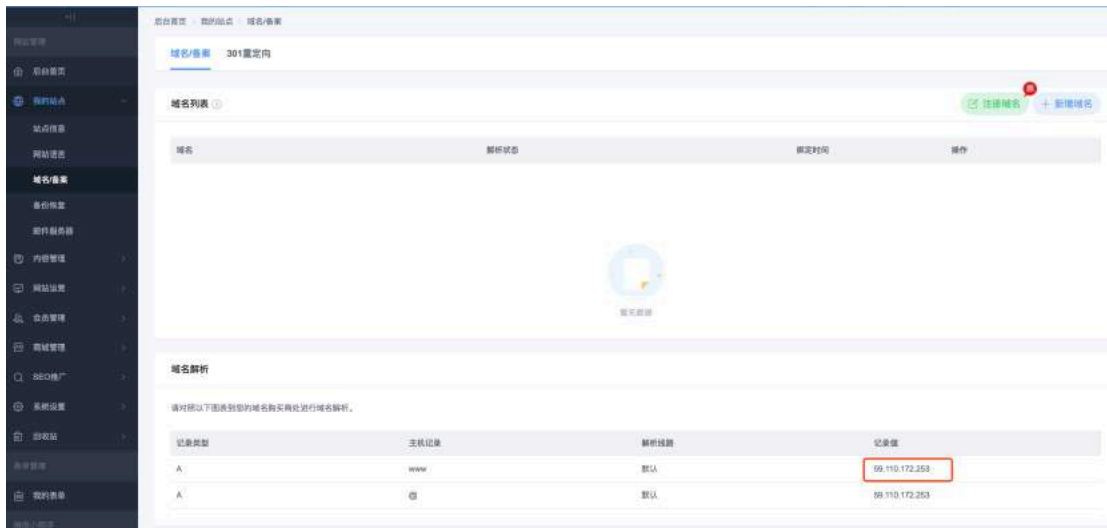 后台首页 / 我的站点 / 域名/备案
网站管理
域名/备案 301重定向
后台首页
我的站点
域名列表
注册域名
新增域名
站点信息
网站语言
域名 解析状态 绑定时间 操作
域名/备案
备份恢复
邮件服务器
内容管理
网站运营
会员管理
暂无数据
商城管理
SEO推广
域名解析
系统设置
请对照以下图表到您的域名购买商处进行域名解析。
回收站
记录类型 主机记录 解析线路 记录值
表单管理
A www 默认 59.110.172.253
我的表单
A @ 默认 59.110.172.253